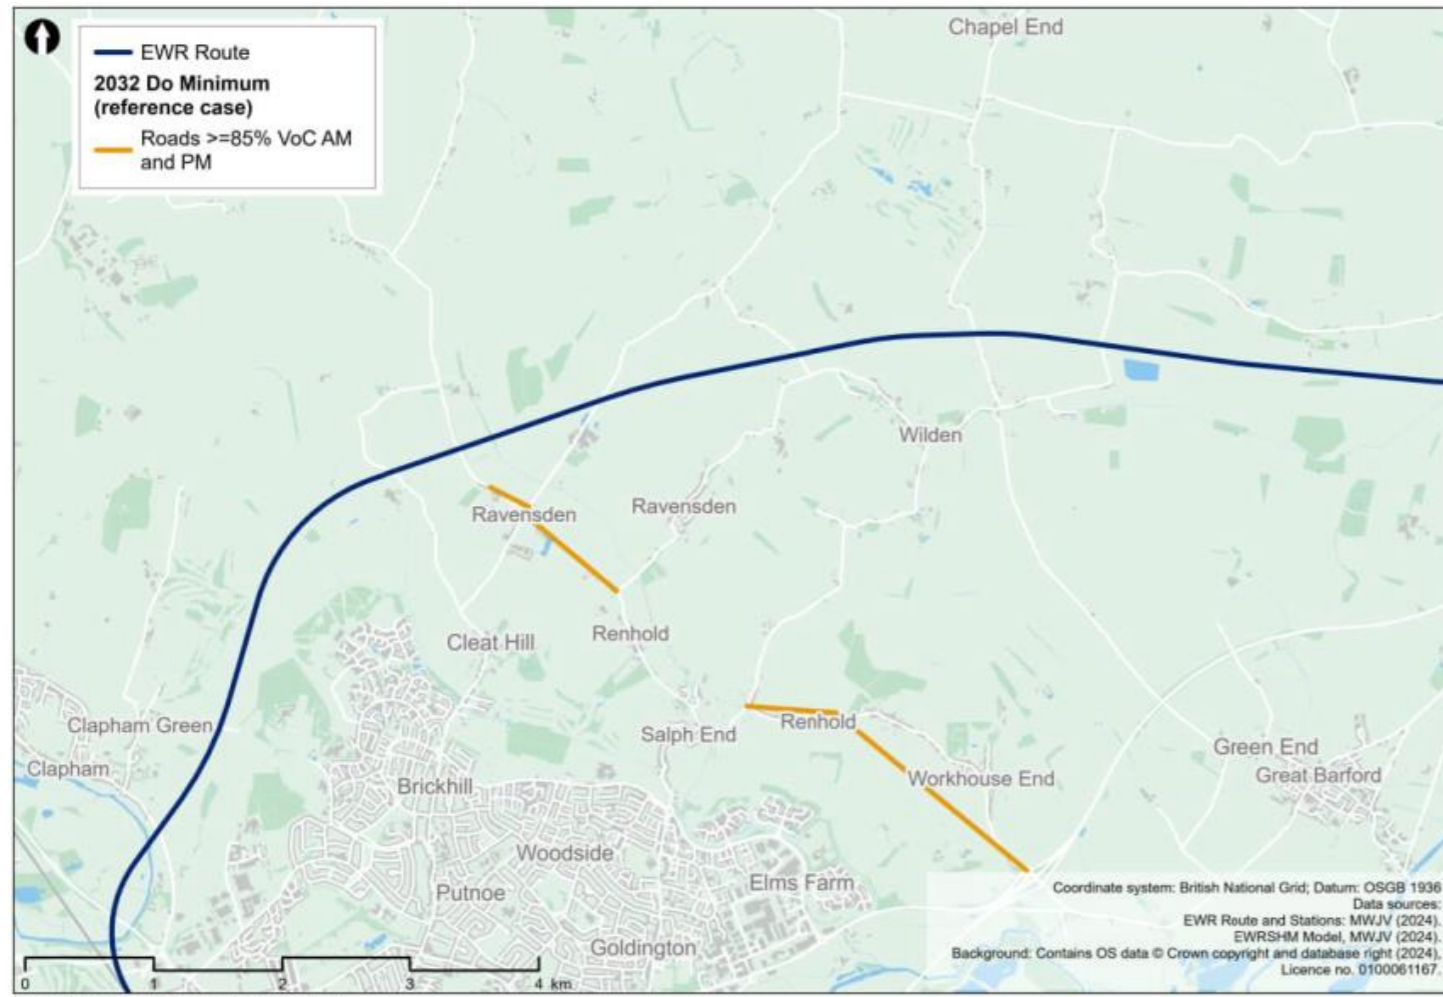 Chapel End
EWR Route
2032 Do Minimum
(reference case)
Roads >=85% VoC AM
and PM
Wilden
Ravensden
Ravensden
Renhold
Cleat Hill
Clapham Green
Renhold
Salph End
Green End
Clapham
Workhouse End
Great Barford
Brickhill
Woodside
Putnoe
Elms Farm
Goldington
Coordinate system: British National Grid; Datum: OSGB 1936
Data sources:
EWR Route and Stations: MWJV (2024).
EWRSHM Model, MWJV (2024).
Background: Contains OS data © Crown copyright and database right (2024),
Licence no. 0100061167.
0 1 2 3 4 km